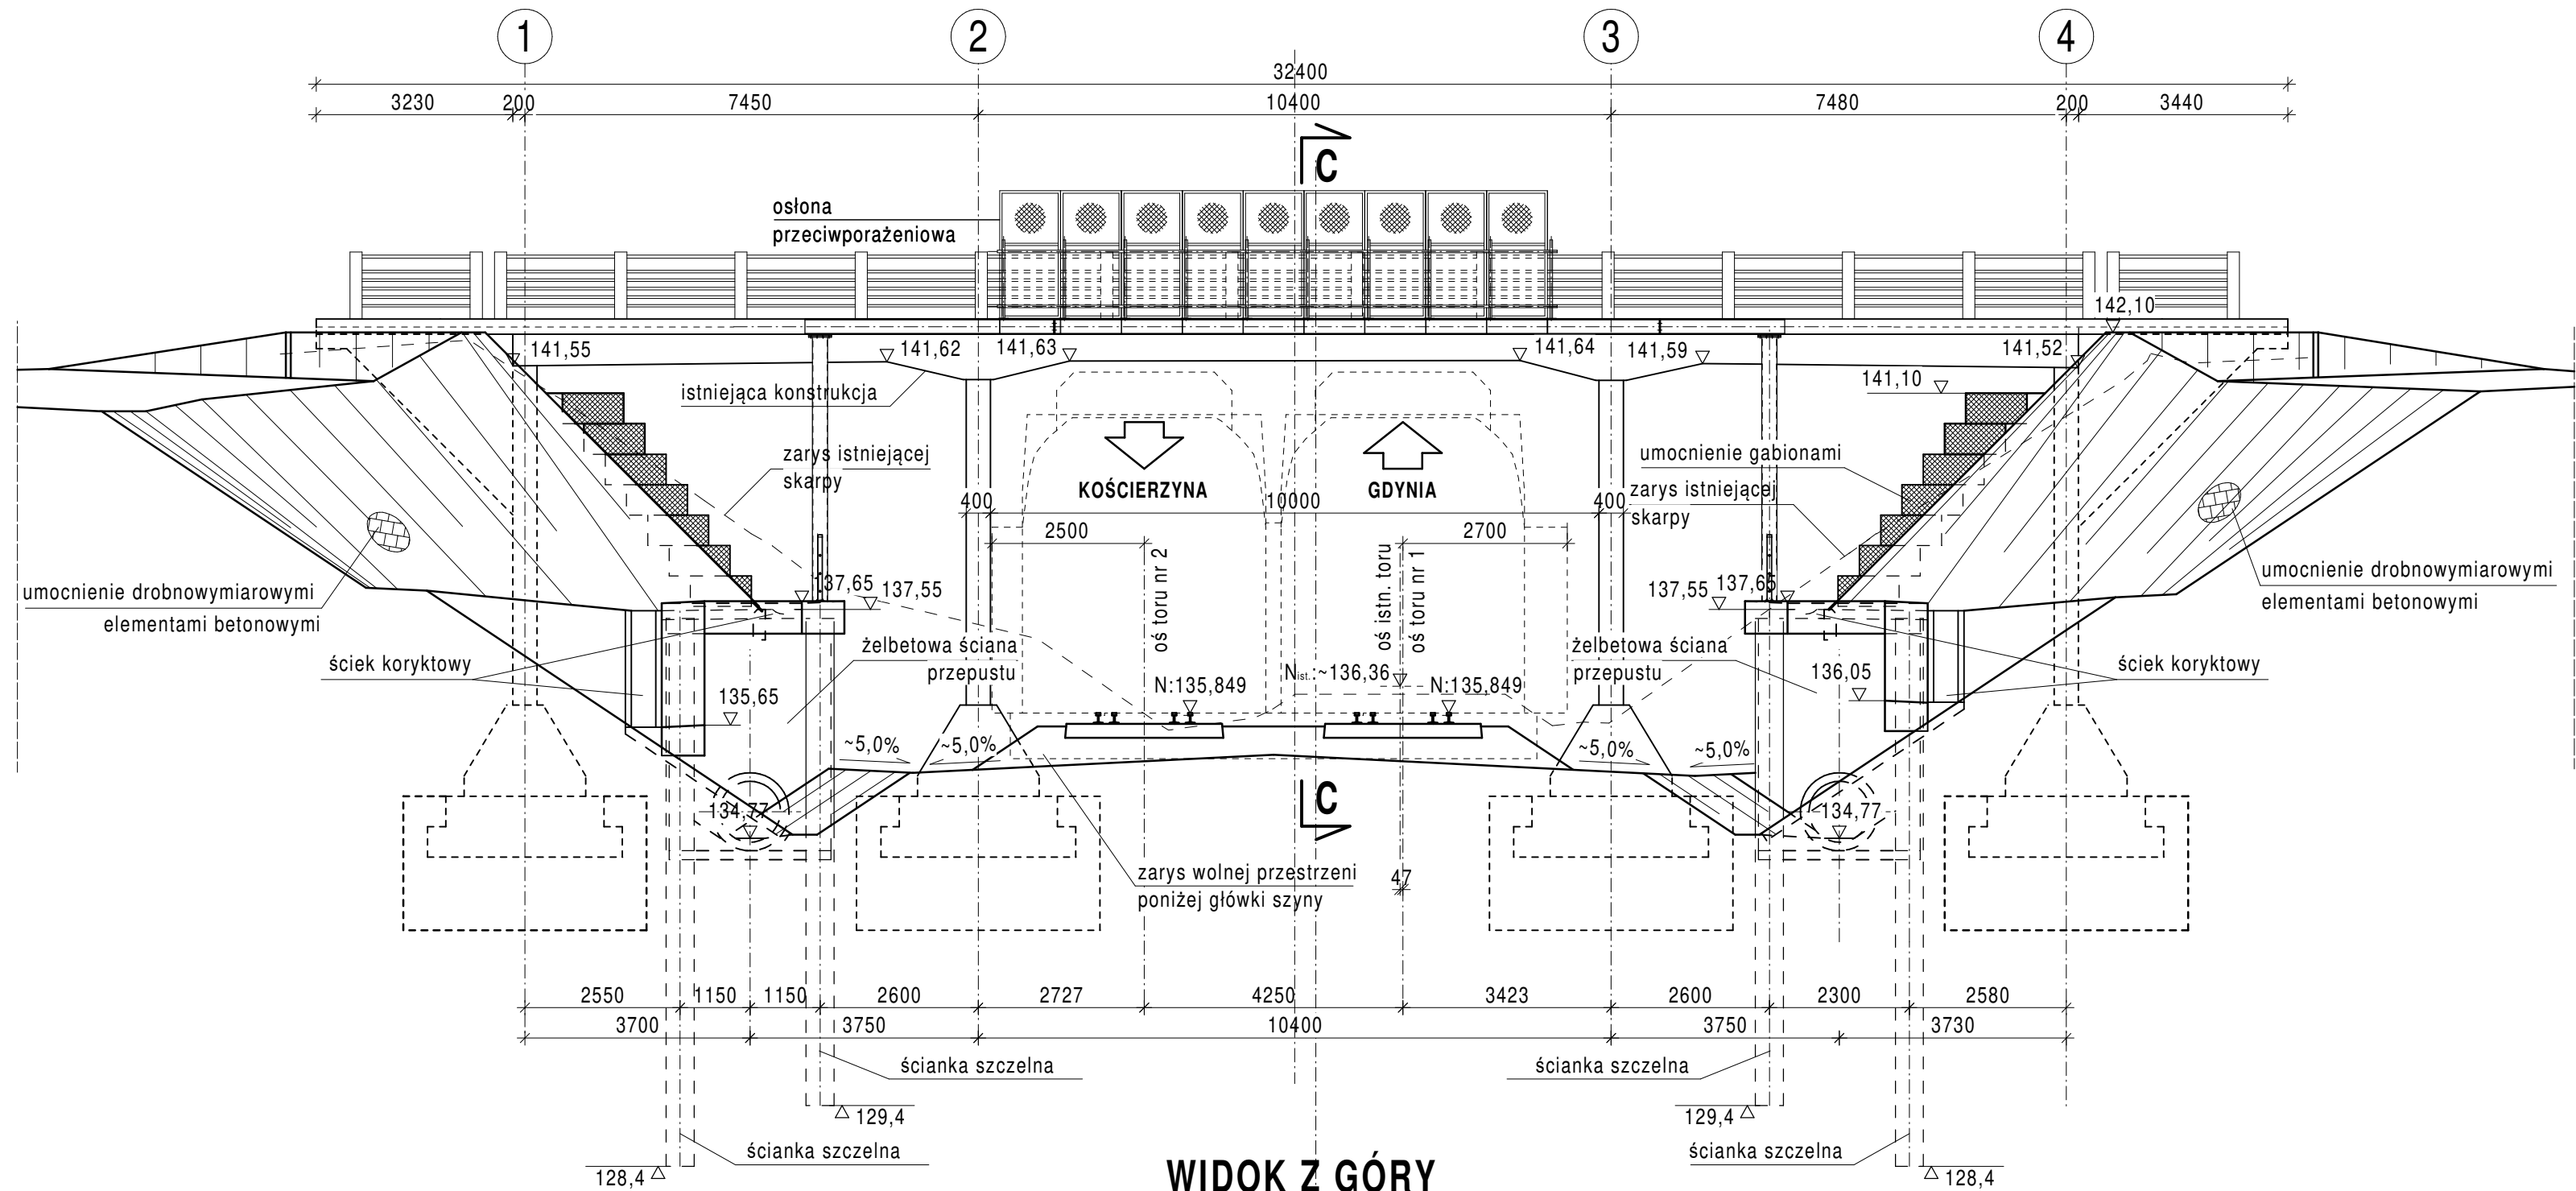 1
2
3
4
32400
3230
200
7450
10400
7480
200
3440
C
osłona
przeciwporażeniowa
142,10
141,55
141,62
141,63
141,64
141,59
141,52
istniejąca konstrukcja
141,10
zarys istniejącej
skarpy
KOŚCIERZYNA
GDYNIA
umocnienie gabionami
zarys istniejącej
skarpy
400
10000
400
2500
2700
oś toru nr 2
oś istn. toru
oś toru nr 1
umocnienie drobnowymiarowymi
elementami betonowymi
137,65
137,55
137,55
137,65
umocnienie drobnowymiarowymi
elementami betonowymi
ściek koryktowy
żelbetowa ściana
przepustu
żelbetowa ściana
przepustu
ściek koryktowy
135,65
N:135,849
Nist.:~136,36
N:135,849
136,05
~5,0%
~5,0%
~5,0%
~5,0%
134,77
C
134,77
zarys wolnej przestrzeni
poniżej główki szyny
47
2550
1150
1150
2600
2727
4250
3423
2600
2300
2580
3700
3750
10400
3750
3730
ścianka szczelna
ścianka szczelna
129,4
129,4
ścianka szczelna
ścianka szczelna
128,4
128,4
WIDOK Z GÓRY